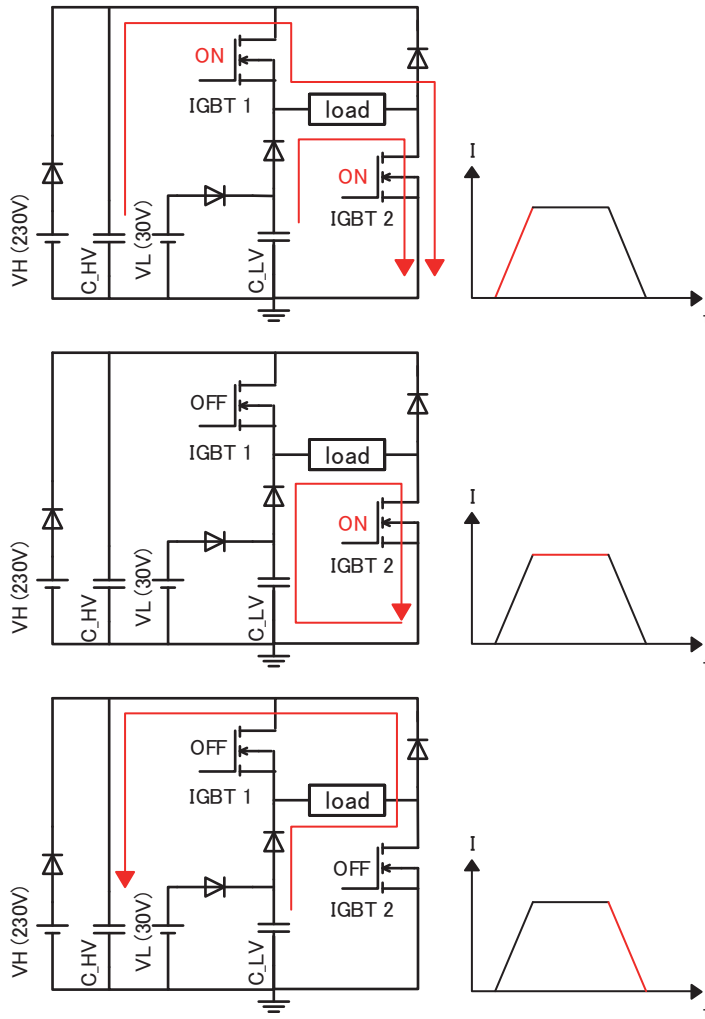 ON
IGBT 1
load
ON
IGBT 2
VH (230V)
C_HV
VL (30V)
C_LV
I
OFF
IGBT 1
load
ON
IGBT 2
VH (230V)
C_HV
VL (30V)
C_LV
I
OFF
IGBT 1
load
OFF
IGBT 2
VH (230V)
C_HV
VL (30V)
C_LV
I